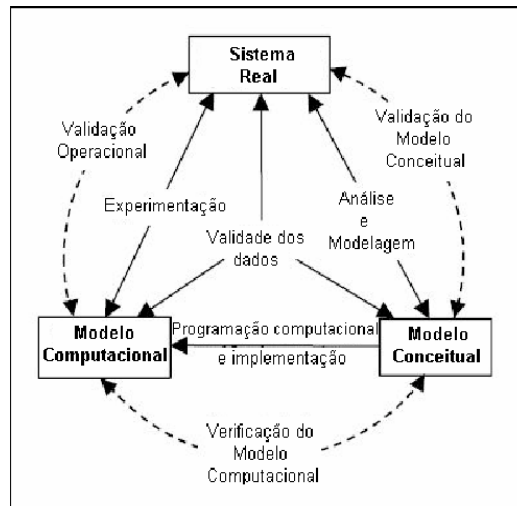 Sistema
Real
Validação
Operacional
Validação do
Modelo
Conceitual
Experimentação
Análise
e
Modelagem
Validade dos
dados
Modelo
Computacional
Programação computacional
e implementação
Modelo
Conceitual
Verificação do
Modelo
Computacional